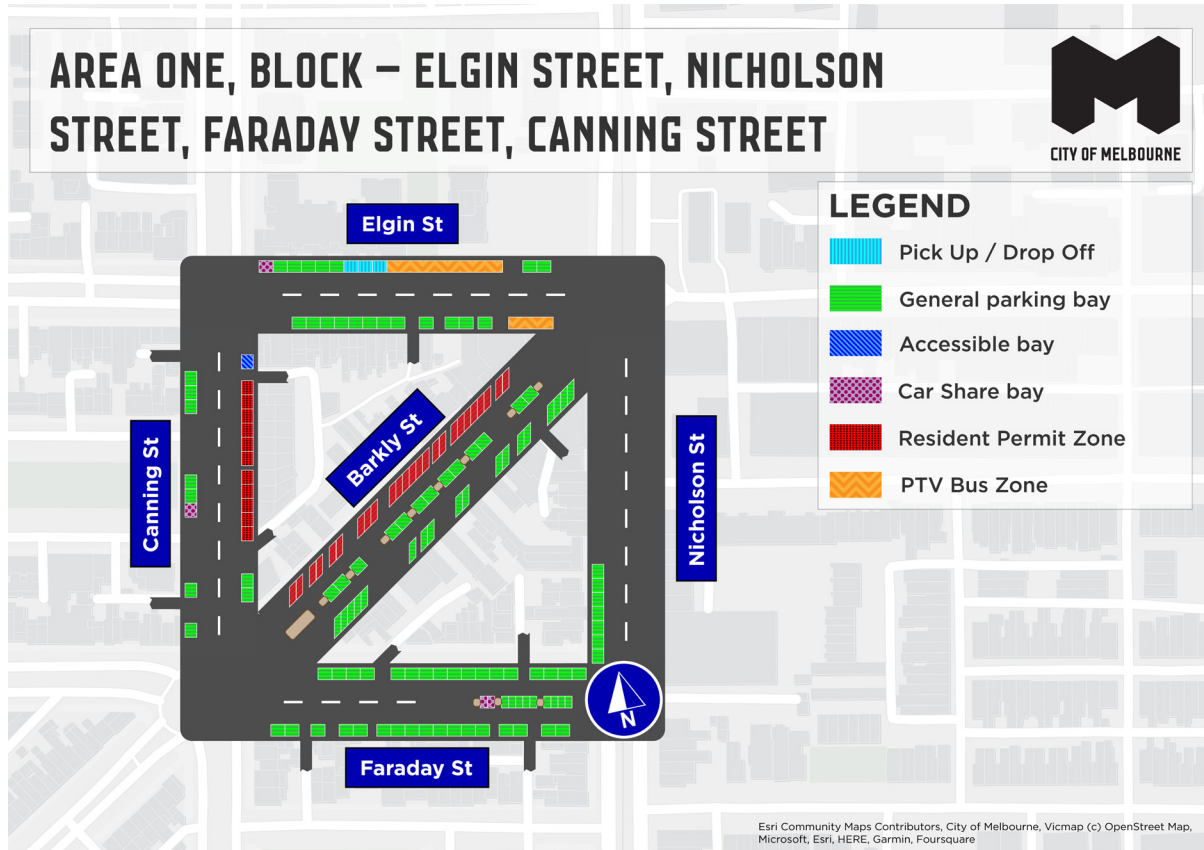 AREA ONE, BLOCK – ELGIN STREET, NICHOLSON
STREET, FARADAY STREET, CANNING STREET
CITY OF MELBOURNE
LEGEND
Pick Up / Drop Off
General parking bay
Accessible bay
Car Share bay
Resident Permit Zone
PTV Bus Zone
Elgin St
Barkly St
Canning St
Nicholson St
N
Faraday St
Esri Community Maps Contributors, City of Melbourne, Vicmap (c) OpenStreet Map,
Microsoft, Esri, HERE, Garmin, Foursquare